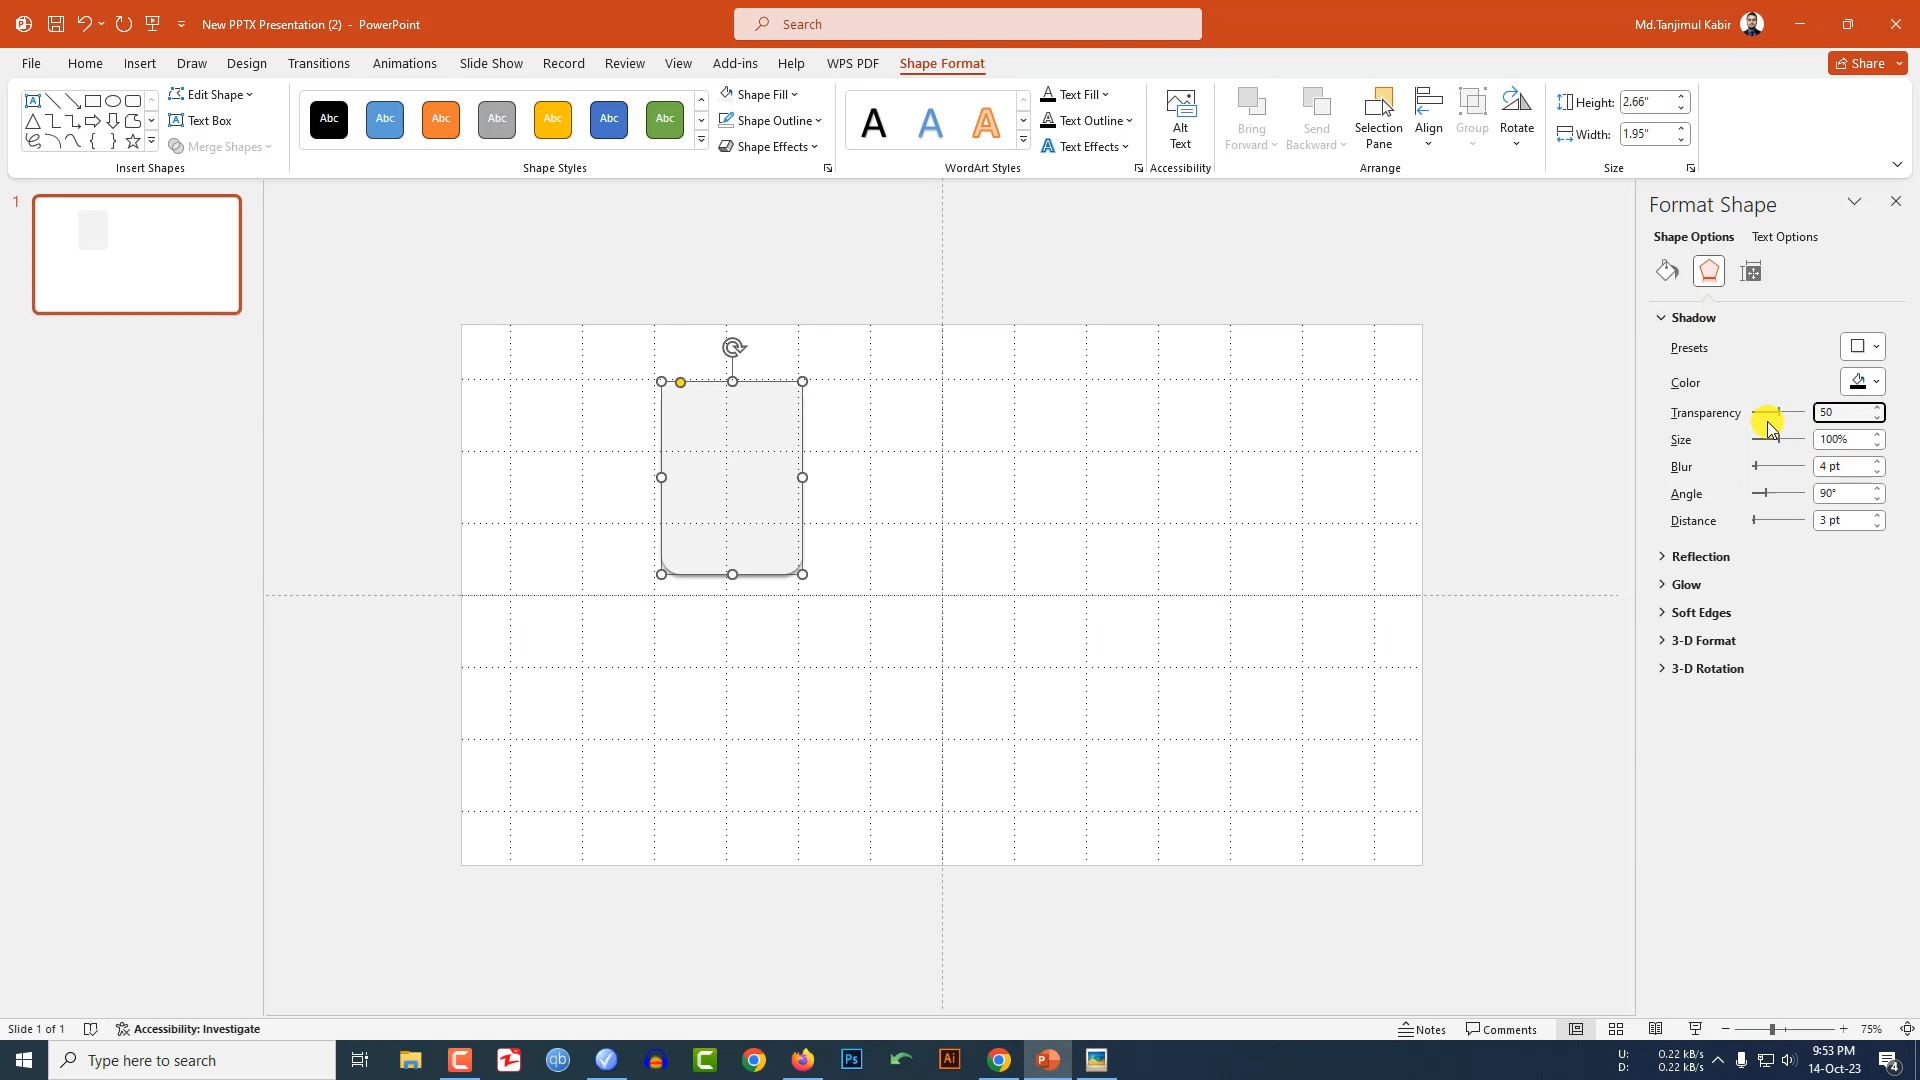 New PPTX Presentation (2) - PowerPoint
Search
Md.Tanjimul Kabir
File Home Insert Draw Design Transitions Animations Slide Show Record Review View Add-ins Help WPS PDF Shape Format
Share
Edit Shape
Text Box
Merge Shapes
Insert Shapes
Abc Abc Abc Abc Abc Abc Abc
Shape Fill
Shape Outline
Shape Effects
Shape Styles
A A A
Text Fill
Text Outline
Text Effects
WordArt Styles
Alt
Text
Accessibility
Bring
Forward
Send
Backward
Selection
Pane
Align
Group
Rotate
Arrange
Height: 2.66"
Width: 1.95"
Size
1
Format Shape
Shape Options Text Options
Shadow
Presets
Color
Transparency 50
Size 100%
Blur 4 pt
Angle 90°
Distance 3 pt
Reflection
Glow
Soft Edges
3-D Format
3-D Rotation
Slide 1 of 1 Accessibility: Investigate
Notes Comments 75%
Type here to search
qb
Ps
Ai
U: 0.22 kB/s
D: 0.22 kB/s
9:53 PM
14-Oct-23
4